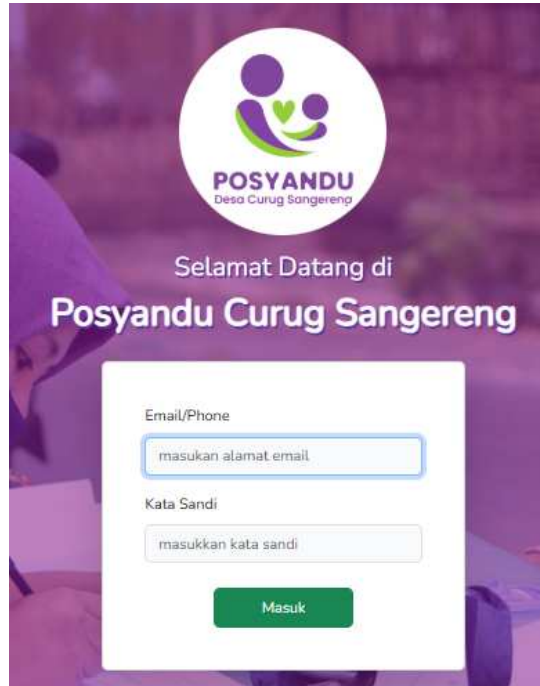 POSYANDU
Desa Curug Sangereng
Selamat Datang di
Posyandu Curug Sangereng
Email/Phone
masukan alamat email
Kata Sandi
masukkan kata sandi
Masuk